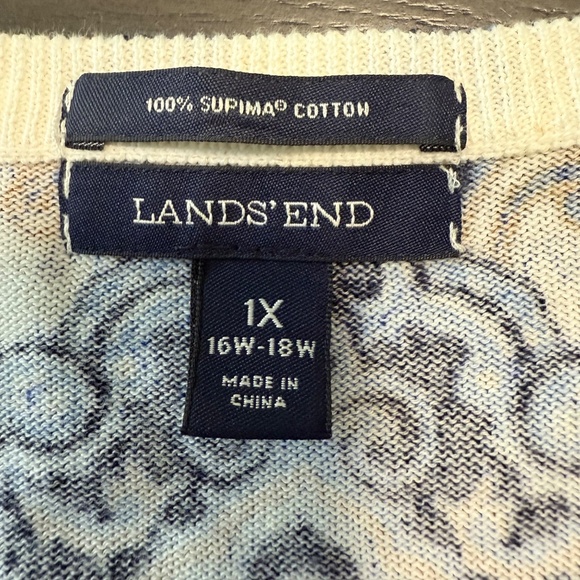 100% SUPIMA® COTTON
LANDS' END
1X
16W-18W
MADE IN
CHINA